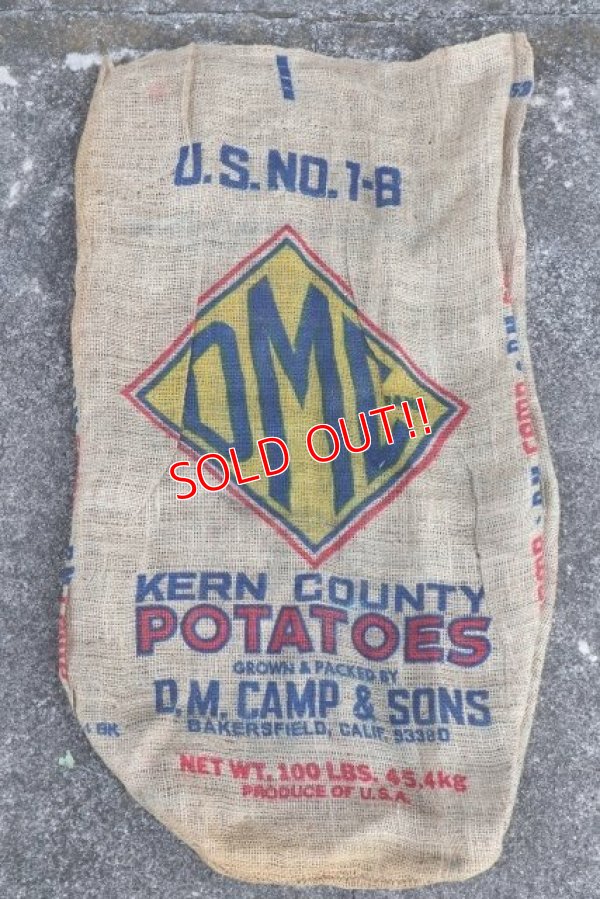 U.S. NO. 1-B
DMC
SOLD OUT!!
KERN COUNTY
POTATOES
GROWN & PACKED BY
D.M. CAMP & SONS
BAKERSFIELD, CALIF. 93380
NET WT. 100 LBS. 45.4kg
PRODUCE OF U.S.A.